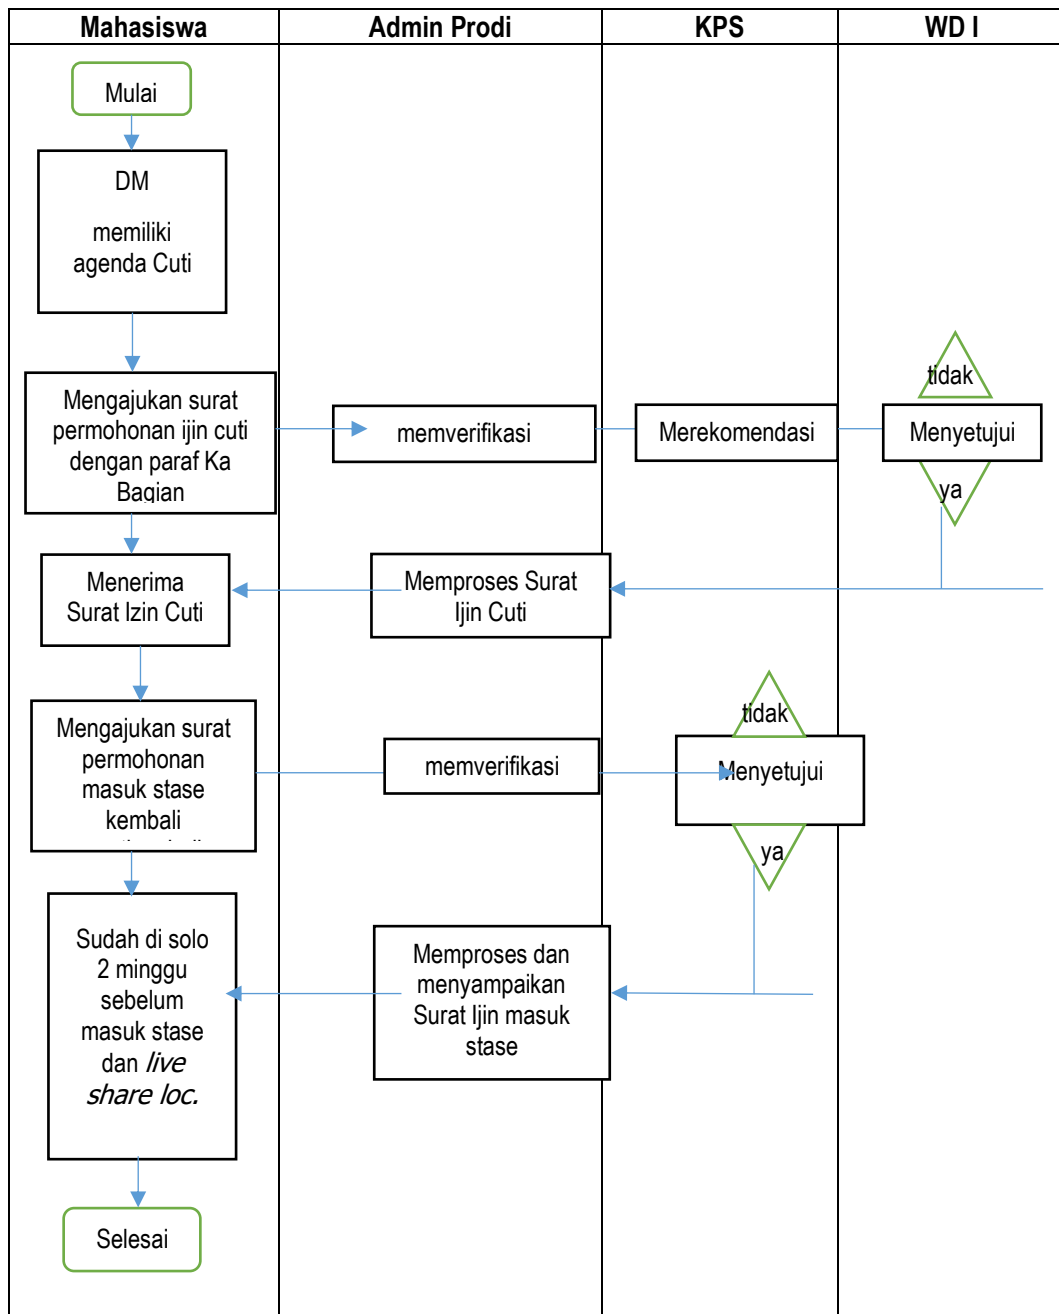 Mahasiswa
Admin Prodi
KPS
WD I
Mulai
DM
memiliki
agenda Cuti
Mengajukan surat
permohonan ijin cuti
dengan paraf Ka
Bagian
memverifikasi
Merekomendasi
tidak
Menyetujui
ya
Menerima
Surat Izin Cuti
Memproses Surat
Ijin Cuti
Mengajukan surat
permohonan
masuk stase
kembali
memverifikasi
tidak
Menyetujui
ya
Sudah di solo
2 minggu
sebelum
masuk stase
dan live
share loc.
Memproses dan
menyampaikan
Surat Ijin masuk
stase
Selesai